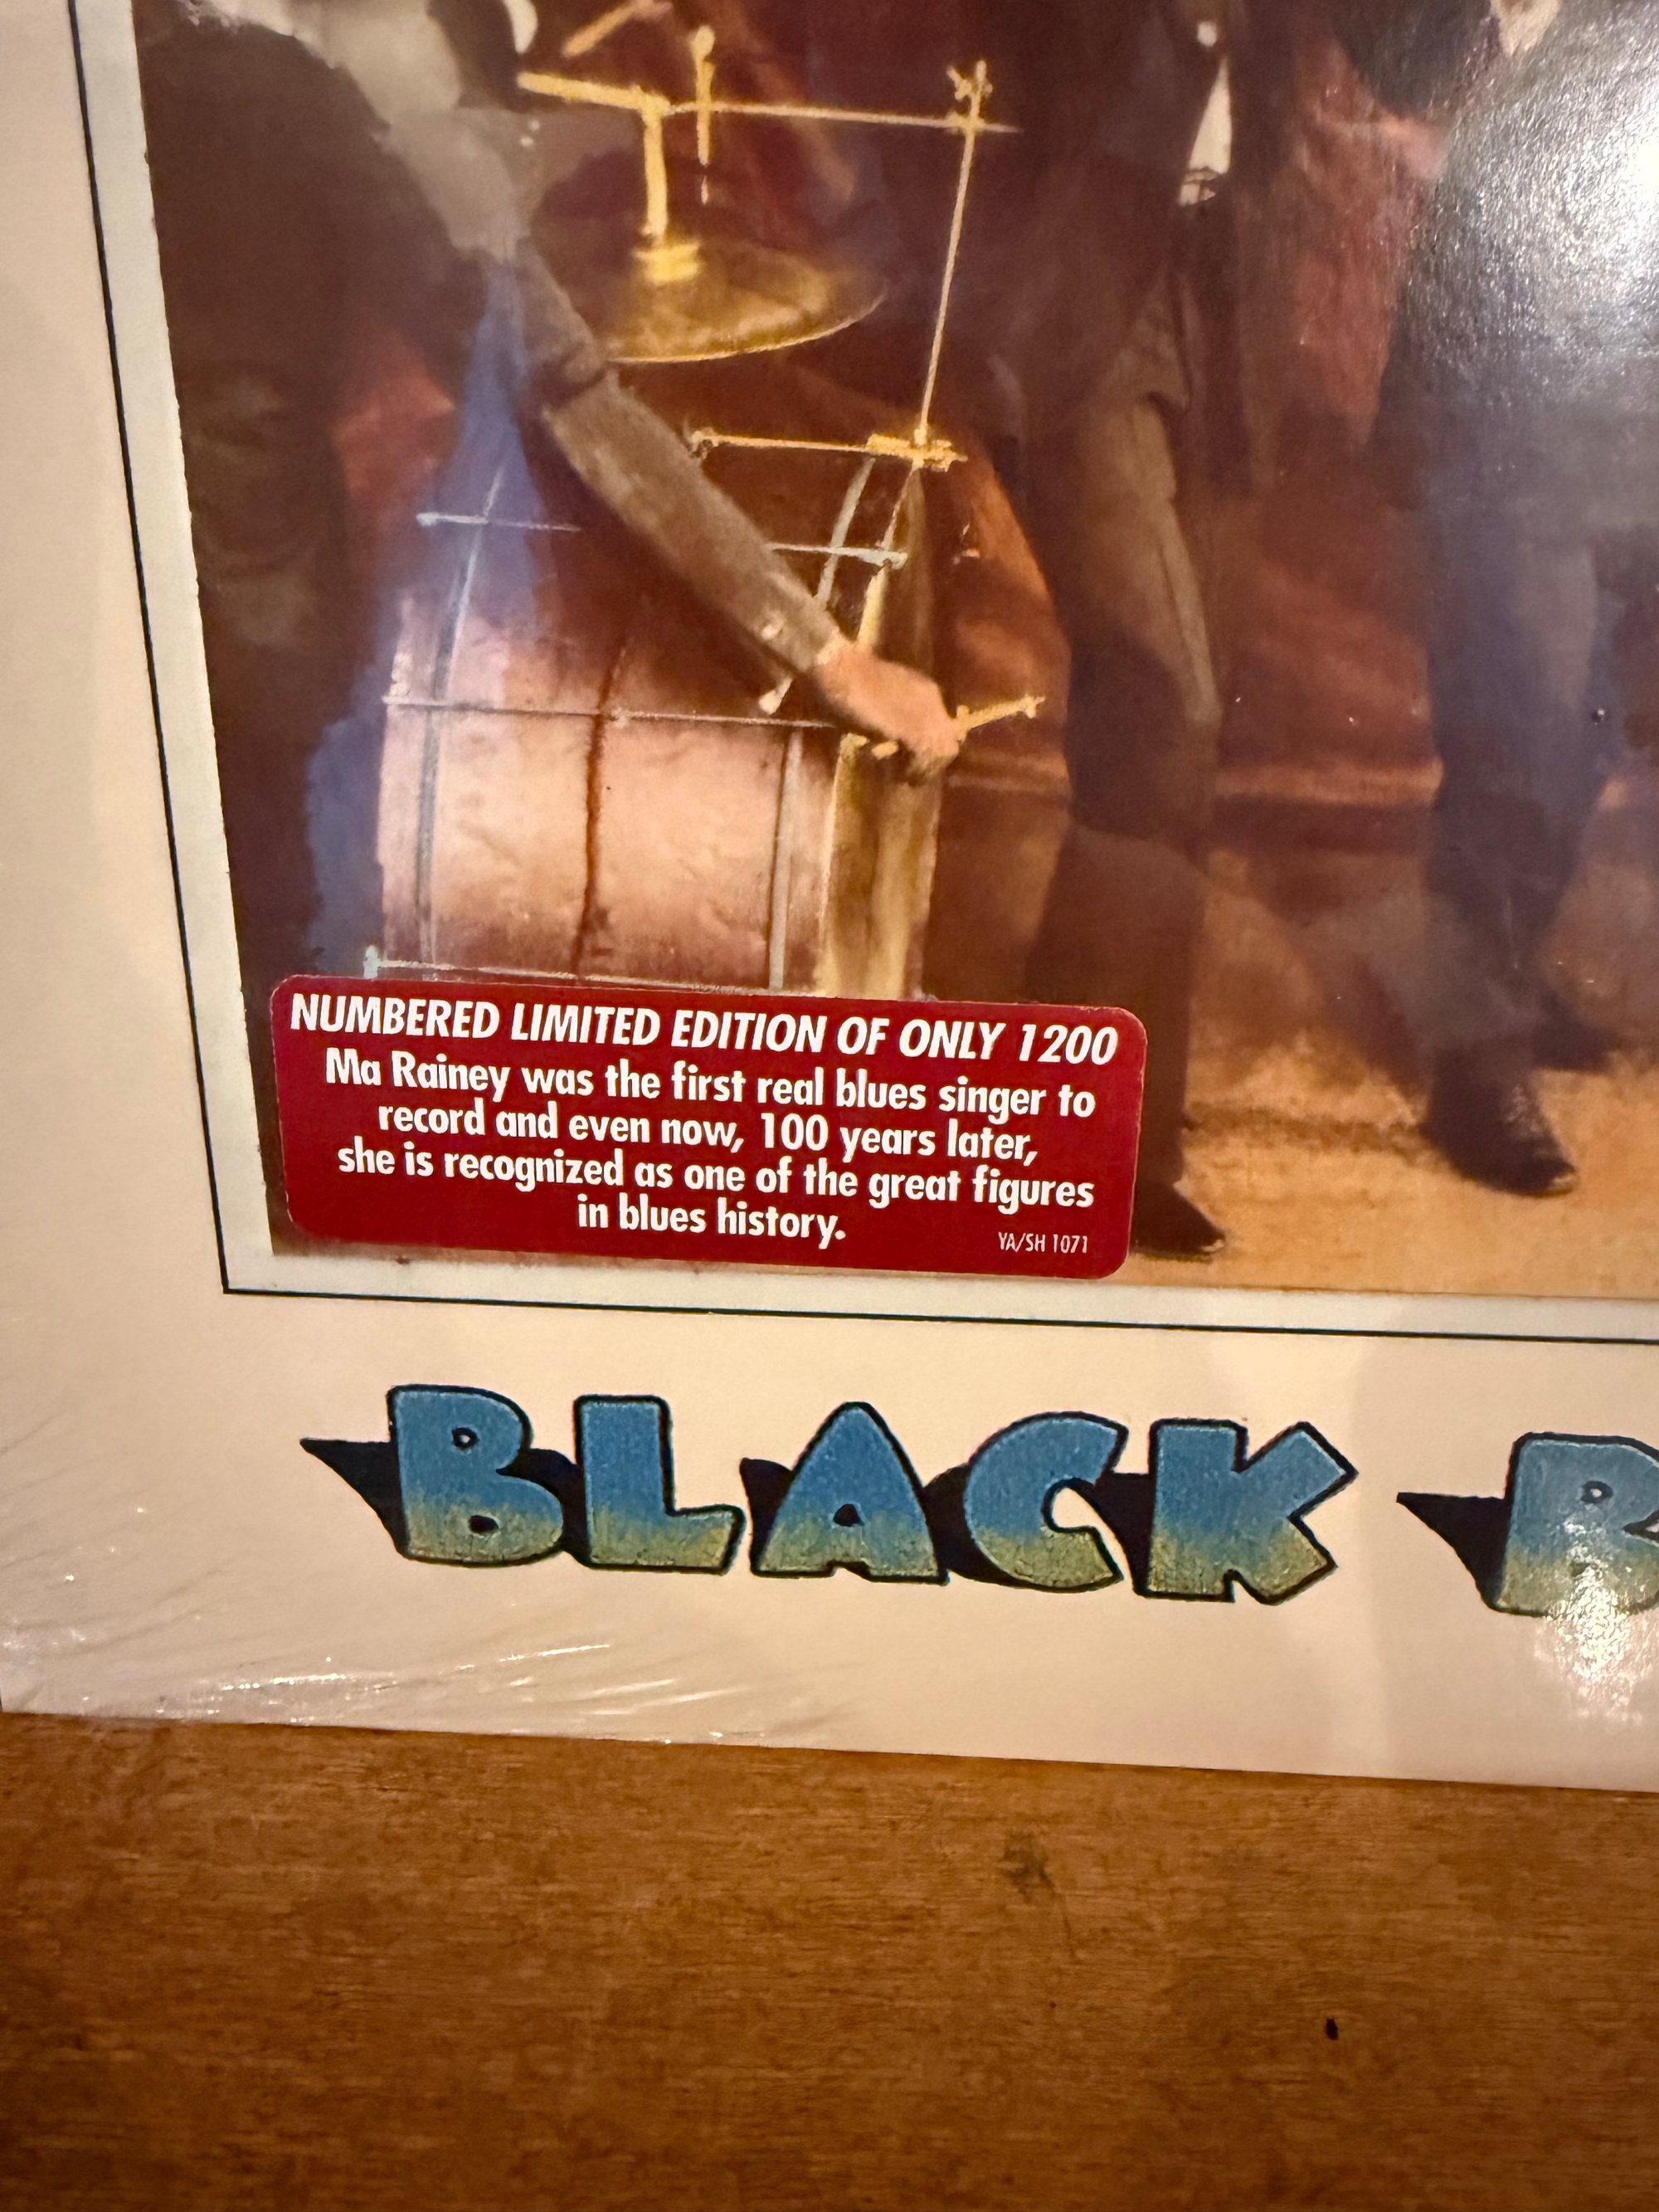 NUMBERED LIMITED EDITION OF ONLY 1200
Ma Rainey was the first real blues singer to
record and even now, 100 years later,
she is recognized as one of the great figures
in blues history.
YA/SH 1071
BLACK B